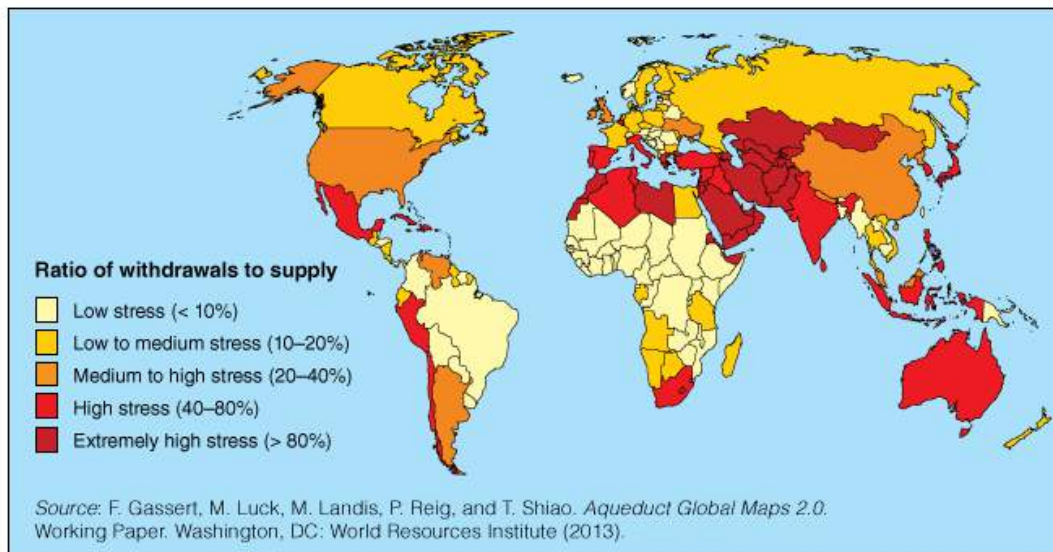 Ratio of withdrawals to supply
Low stress (< 10%)
Low to medium stress (10–20%)
Medium to high stress (20–40%)
High stress (40–80%)
Extremely high stress (> 80%)
Source: F. Gassert, M. Luck, M. Landis, P. Reig, and T. Shiao. Aqueduct Global Maps 2.0.
Working Paper. Washington, DC: World Resources Institute (2013).